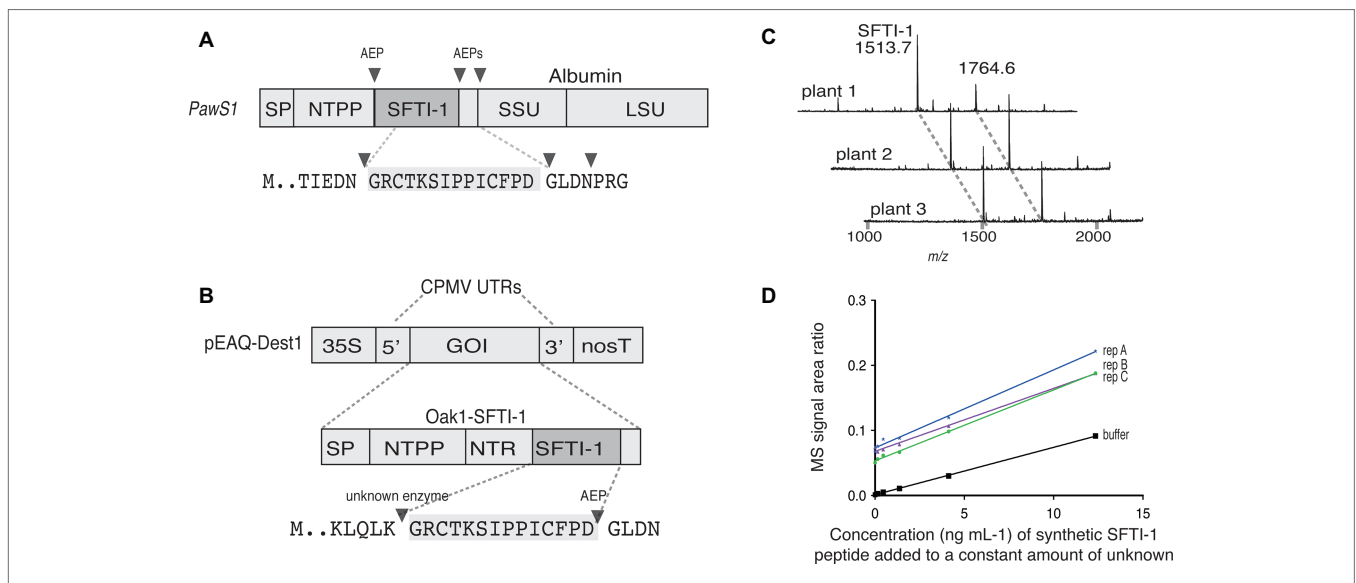 A
AEP AEPs
Albumin
PawS1 SP NTPP SFTI-1 SSU LSU
M..TIEDN GRCTKSIPPICFPD GLDNPRG
B
CPMV UTRs
pEAQ-Dest1 35S 5’ GOI 3’ nosT
Oak1-SFTI-1
SP NTPP NTR SFTI-1
unknown enzyme AEP
M..KLQLK GRCTKSIPPICFPD GLDN
C
SFTI-1
1513.7
1764.6
plant 1
plant 2
plant 3
1000 1500 2000
m/z
D
MS signal area ratio
0.3
0.2
0.1
0.0
rep A
rep B
rep C
buffer
0 5 10 15
Concentration (ng mL-1) of synthetic SFTI-1
peptide added to a constant amount of unknown